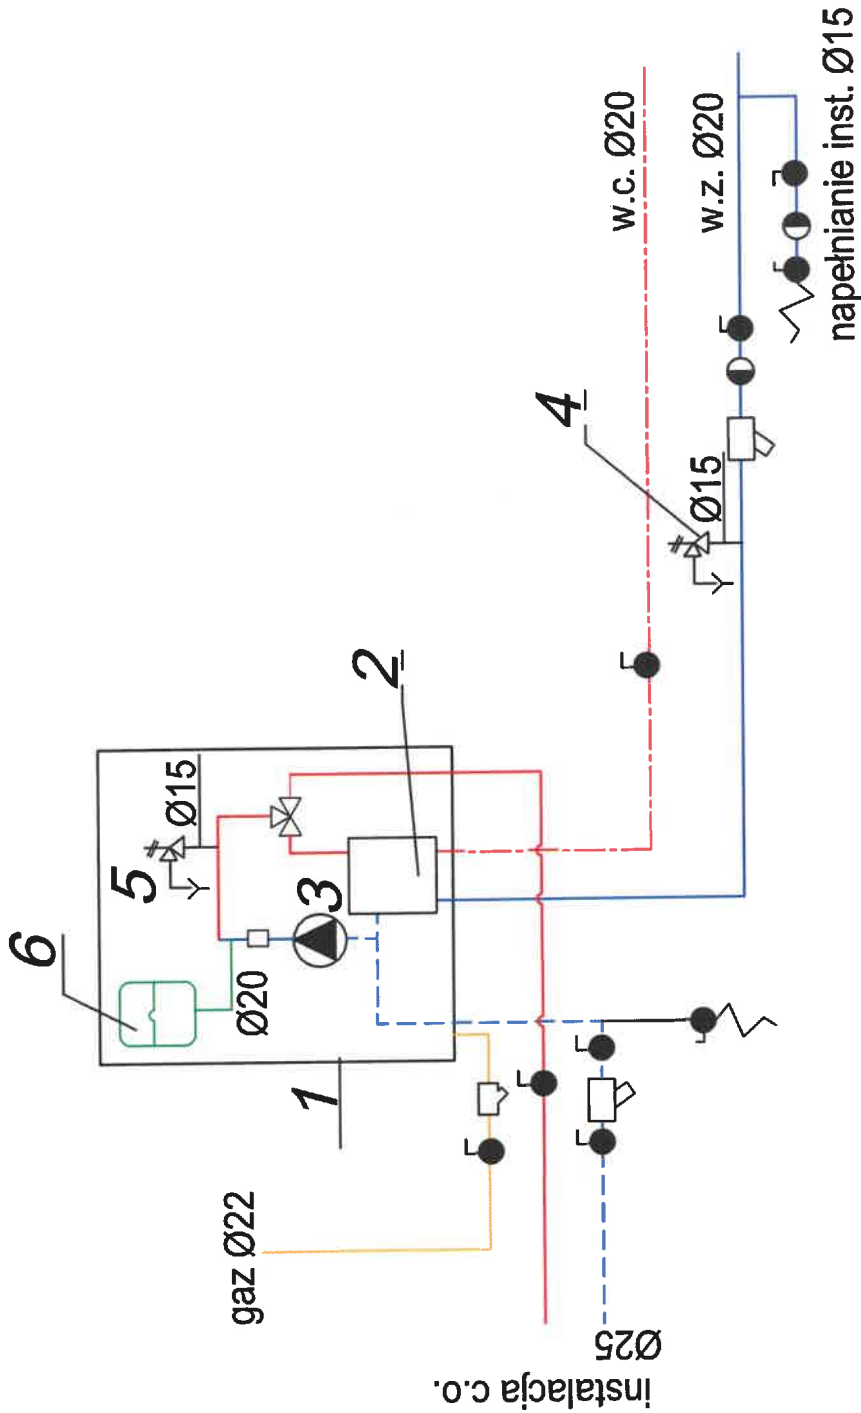 6
5
Ø15
Ø20
3
1
2
gaz Ø22
instalacja c.o.
Ø25
4
Ø15
w.c. Ø20
w.z. Ø20
napełnianie inst. Ø15